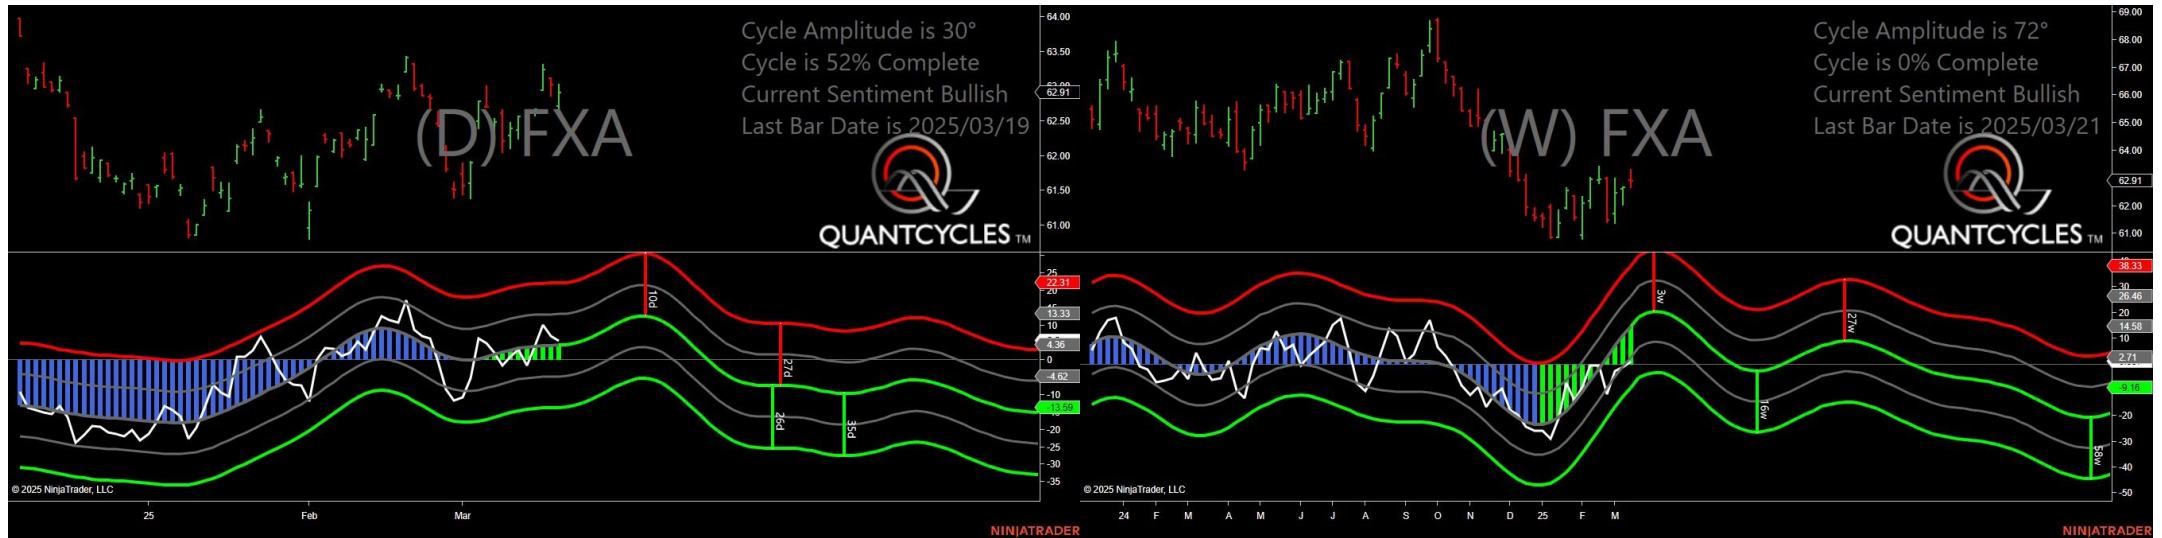 Cycle Amplitude is 30°
Cycle is 52% Complete
Current Sentiment Bullish
Last Bar Date is 2025/03/19
(D) FXA
QUANTCYCLES TM
64.00
63.50
62.91
62.50
62.00
61.50
61.00
25
22.31
20
13.33
10
4.36
0
-4.62
-10
-13.59
-20
-25
-30
-35
10d
27d
26d
35d
© 2025 NinjaTrader, LLC
25 Feb Mar
NINJATRADER
Cycle Amplitude is 72°
Cycle is 0% Complete
Current Sentiment Bullish
Last Bar Date is 2025/03/21
(W) FXA
QUANTCYCLES TM
69.00
68.00
67.00
66.00
65.00
64.00
62.91
62.00
61.00
38.33
30
26.46
20
14.58
10
2.71
-9.16
-20
-30
-40
-50
3w
27w
16w
58w
© 2025 NinjaTrader, LLC
24 F M A M J J A S O N D 25 F M
NINJATRADER